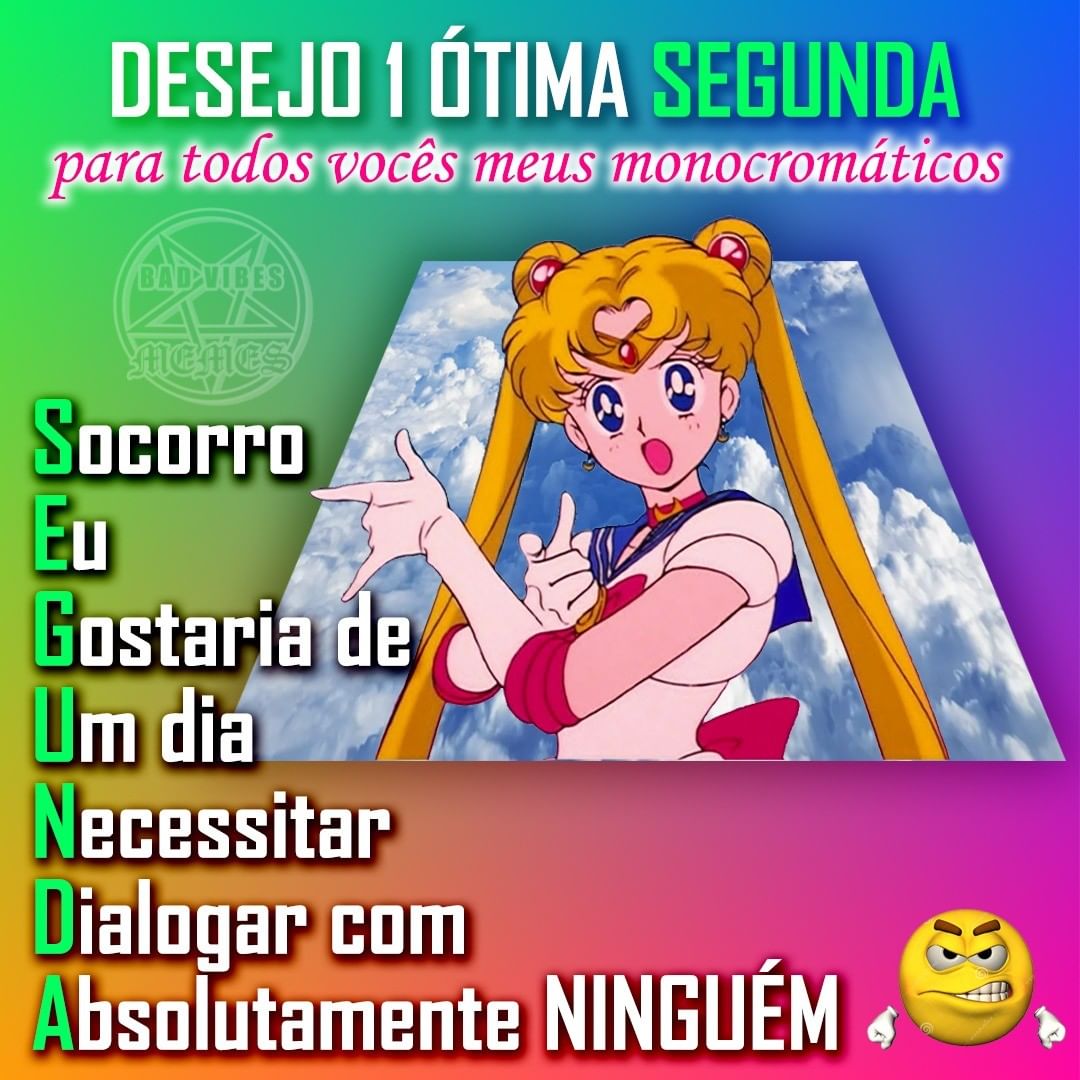 DESEJO 1 ÓTIMA SEGUNDA
para todos vocês meus monocromáticos
BAD VIBES
MEMES
Socorro
Eu
Gostaria de
Um dia
Necessitar
Dialogar com
Absolutamente NINGUÉM